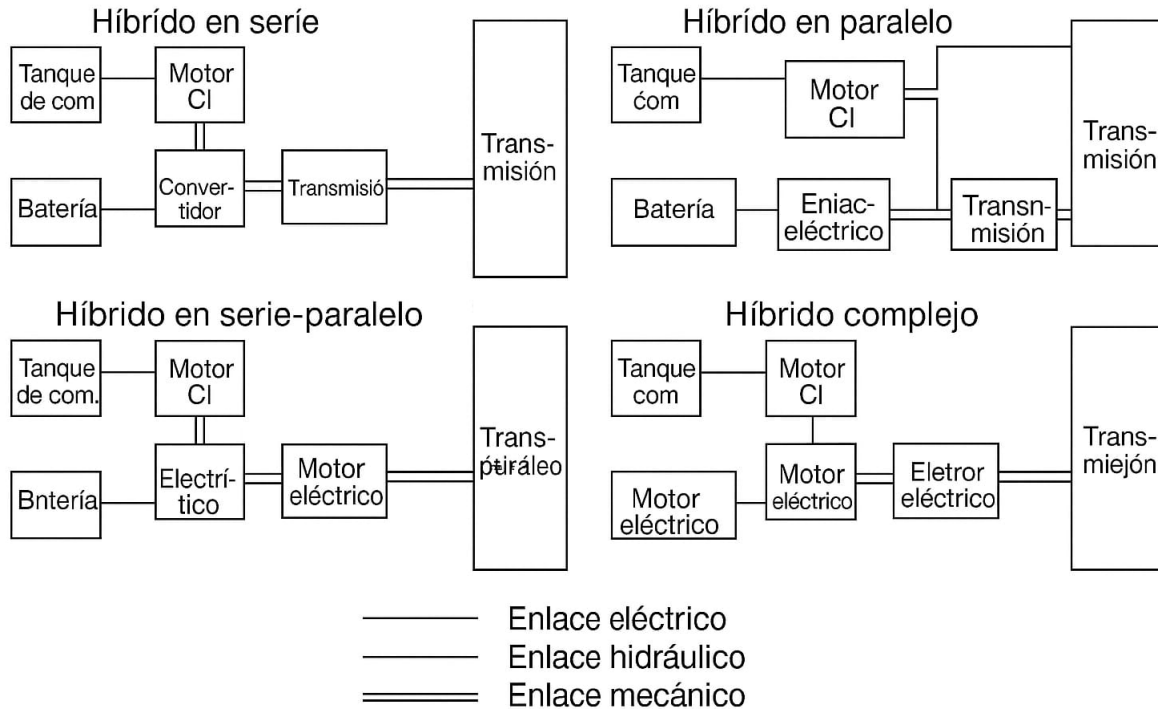 Híbrído en seríe
Tanque
de com
Motor
CI
Trans-
misión
Batería
Conver-
tidor
Transmisió
Híbrido en paralelo
Tanque
ćom
Motor
CI
Trans-
misión
Batería
Eniac-
eléctrico
Transn-
misión
Híbrido en serie-paralelo
Tanque
de com.
Motor
CI
Trans-
Bntería
Electrí-
tico
Motor
eléctrico
Híbrido complejo
Tanque
com
Motor
CI
Trans-
miejón
Motor
eléctrico
Motor
eléctrico
Eletror
eléctrico
Enlace eléctrico
Enlace hidráulico
Enlace mecánico